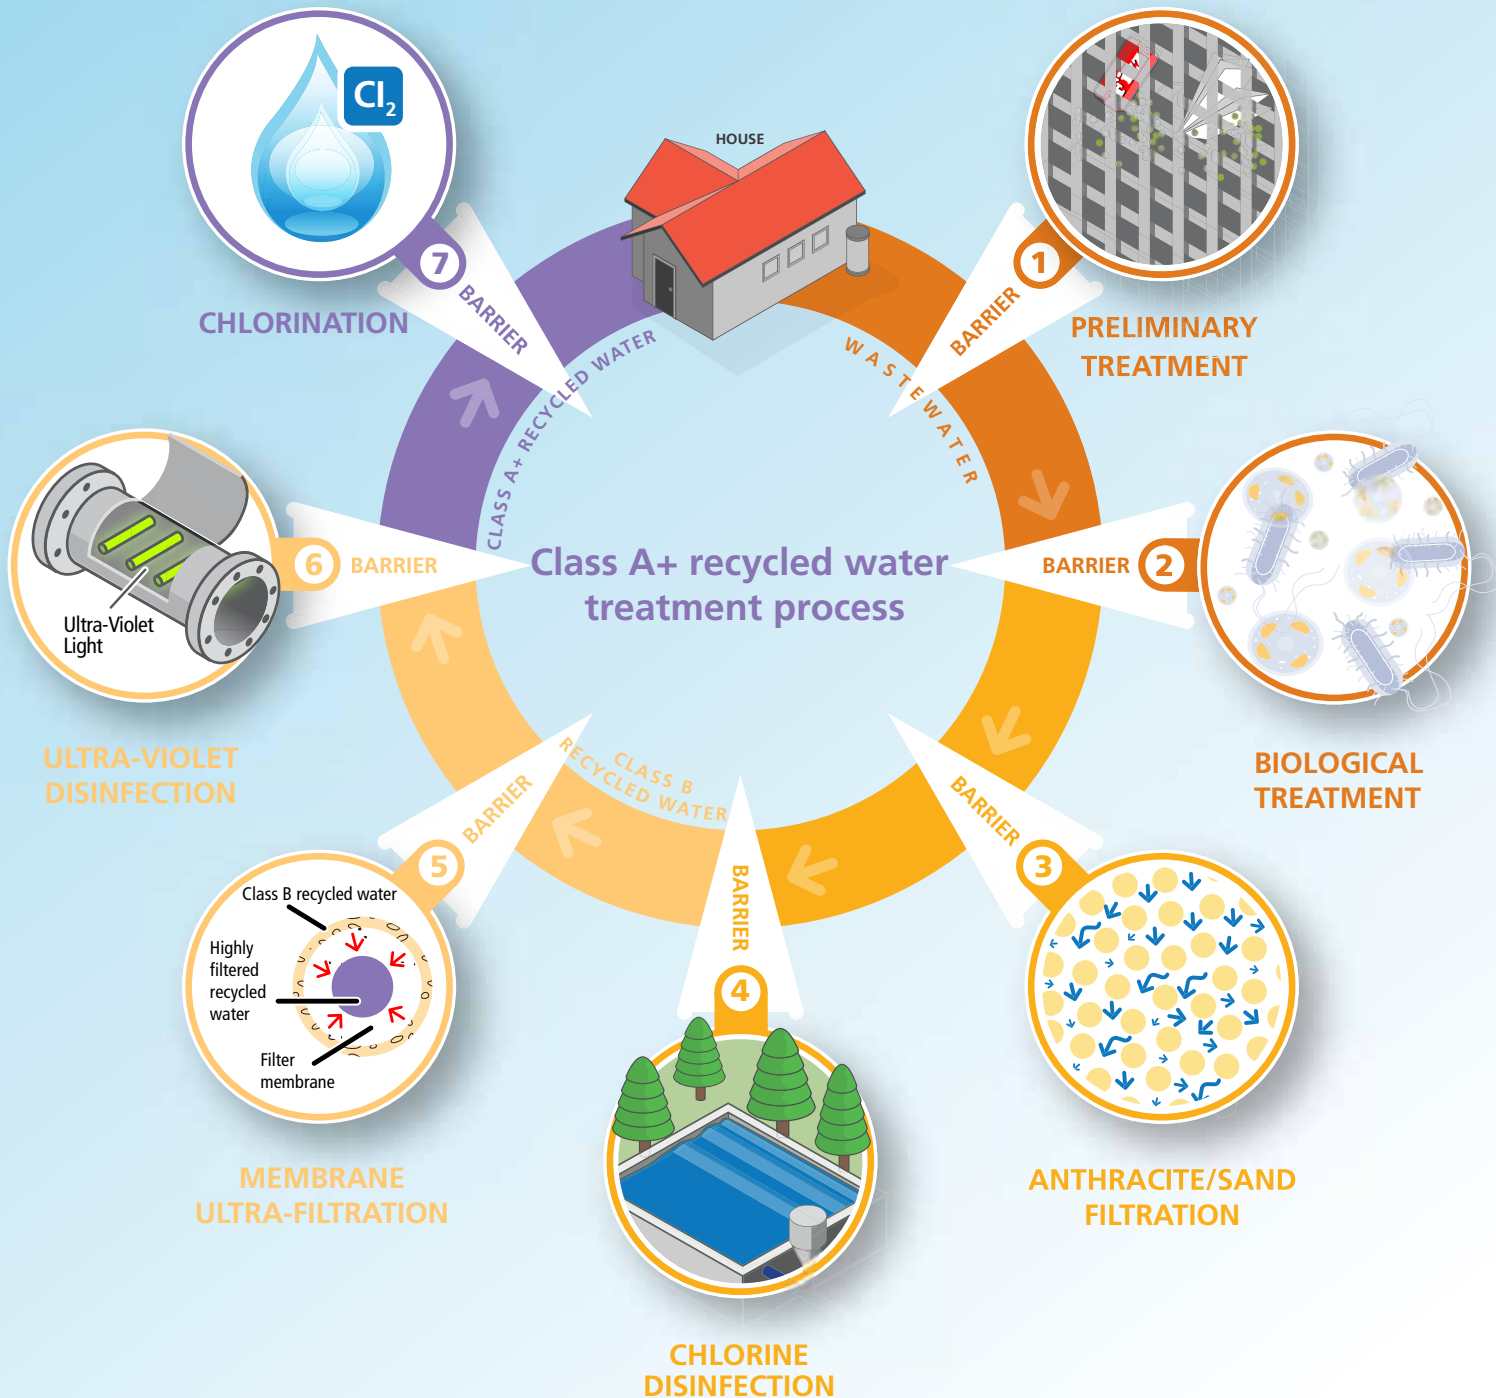 HOUSE
Class A+ recycled water
treatment process
WASTEWATER
BARRIER 1
PRELIMINARY
TREATMENT
BARRIER 2
BIOLOGICAL
TREATMENT
BARRIER 3
ANTHRACITE/SAND
FILTRATION
BARRIER 4
CHLORINE
DISINFECTION
CLASS B
RECYCLED WATER
5 BARRIER
Class B recycled water
Highly
filtered
recycled
water
Filter
membrane
MEMBRANE
ULTRA-FILTRATION
6 BARRIER
Ultra-Violet
Light
ULTRA-VIOLET
DISINFECTION
CLASS A+ RECYCLED WATER
7 BARRIER
Cl₂
CHLORINATION